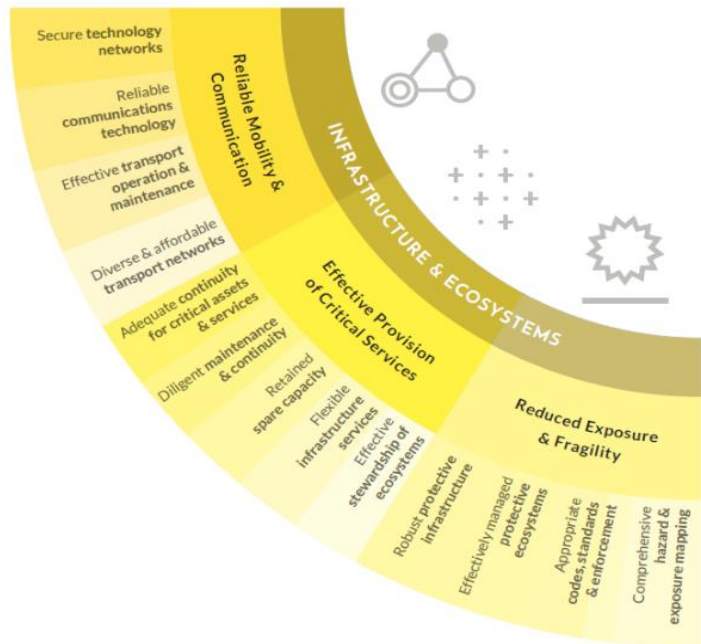 INFRASTRUCTURE & ECOSYSTEMS
Reliable Mobility &
Communication
Secure technology
networks
Reliable
communications
technology
Effective transport
operation &
maintenance
Diverse & affordable
transport networks
Effective Provision
of Critical Services
Adequate continuity
for critical assets
& services
Diligent maintenance
& continuity
Retained
spare capacity
Flexible
infrastructure
services
Effective
stewardship of
ecosystems
Reduced Exposure
& Fragility
Robust protective
infrastructure
Effectively managed
protective
ecosystems
Appropriate
codes, standards
& enforcement
Comprehensive
hazard &
exposure mapping